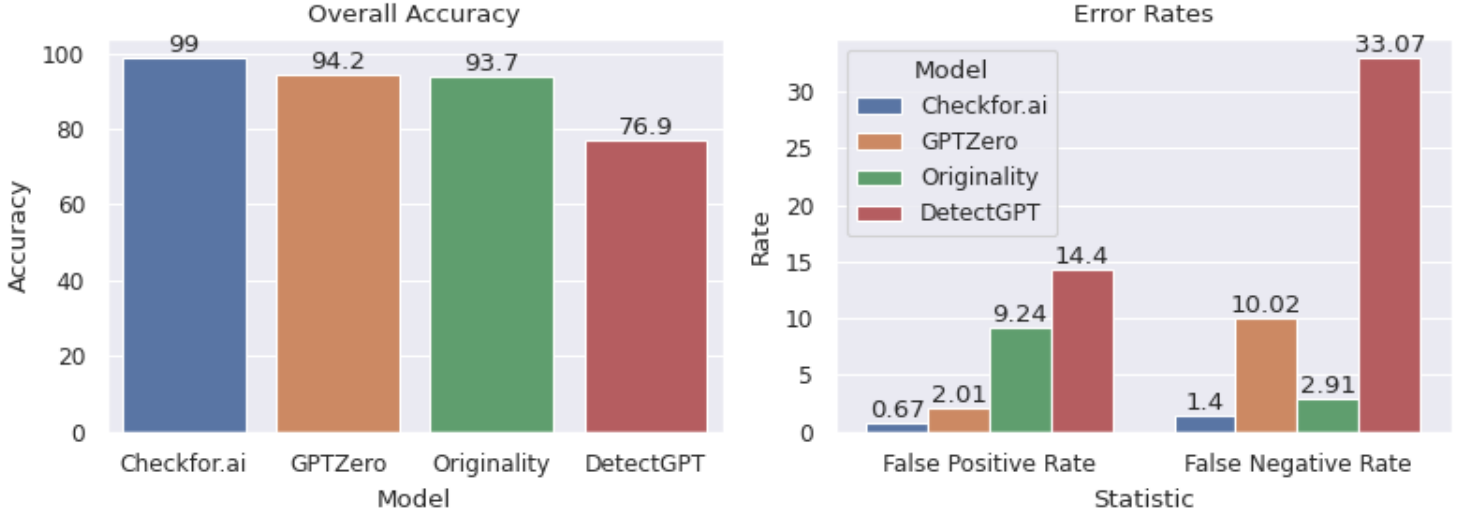 Overall Accuracy
Accuracy
100
80
60
40
20
0
99
94.2
93.7
76.9
Checkfor.ai
GPTZero
Originality
DetectGPT
Model
Error Rates
Rate
30
25
20
15
10
5
0
Model
Checkfor.ai
GPTZero
Originality
DetectGPT
0.67
2.01
9.24
14.4
1.4
10.02
2.91
33.07
False Positive Rate
False Negative Rate
Statistic